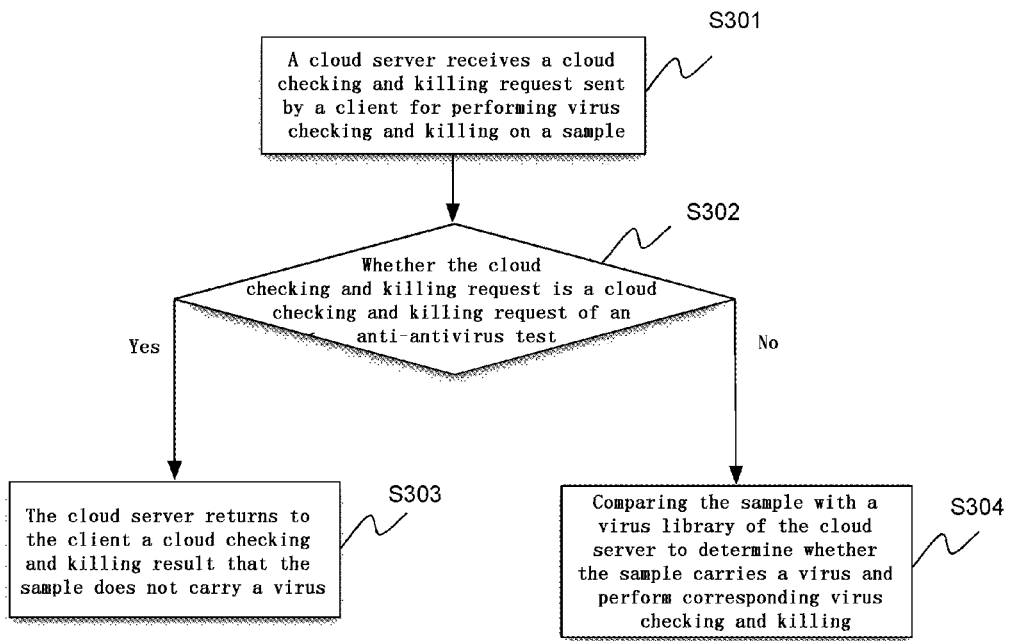 S301
A cloud server receives a cloud
checking and killing request sent
by a client for performing virus
checking and killing on a sample
S302
Whether the cloud
checking and killing request is a cloud
checking and killing request of an
anti-antivirus test
Yes
No
S303
The cloud server returns to
the client a cloud checking
and killing result that the
sample does not carry a virus
S304
Comparing the sample with a
virus library of the cloud
server to determine whether
the sample carries a virus and
perform corresponding virus
checking and killing